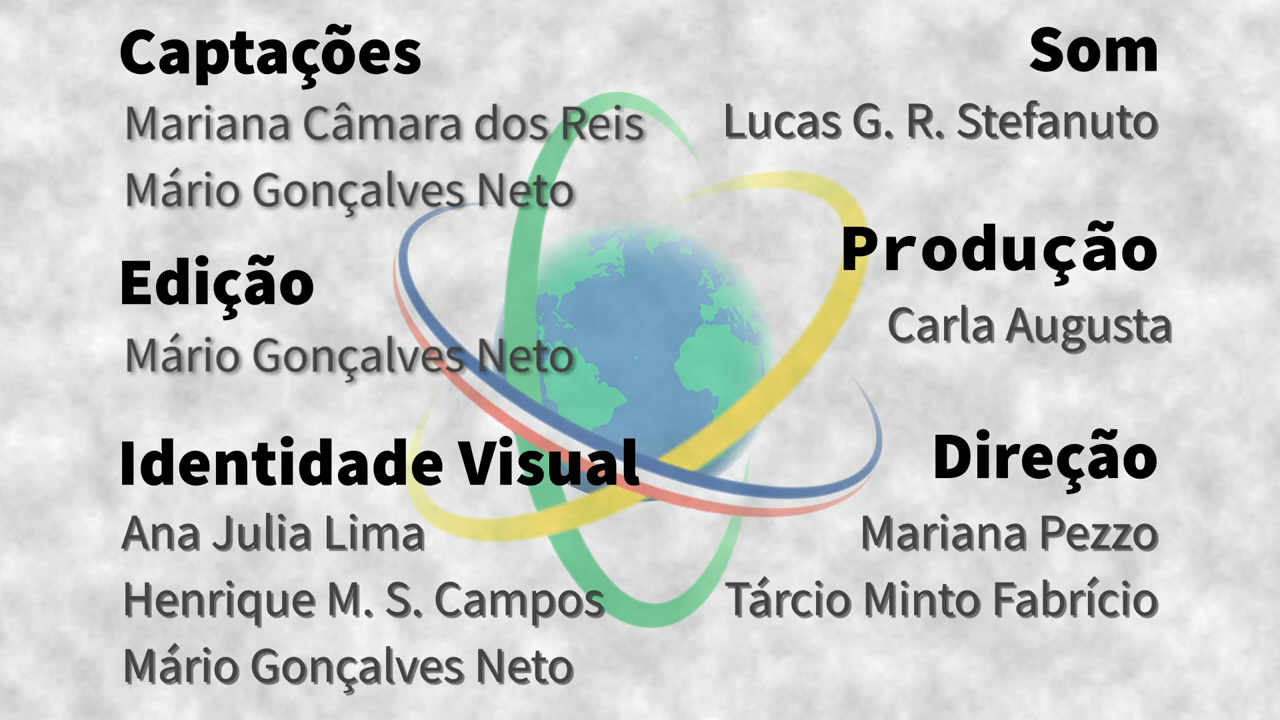 Captações
Mariana Câmara dos Reis
Mário Gonçalves Neto
Edição
Mário Gonçalves Neto
Identidade Visual
Ana Julia Lima
Henrique M. S. Campos
Mário Gonçalves Neto
Som
Lucas G. R. Stefanuto
Produção
Carla Augusta
Direção
Mariana Pezzo
Tárcio Minto Fabrício